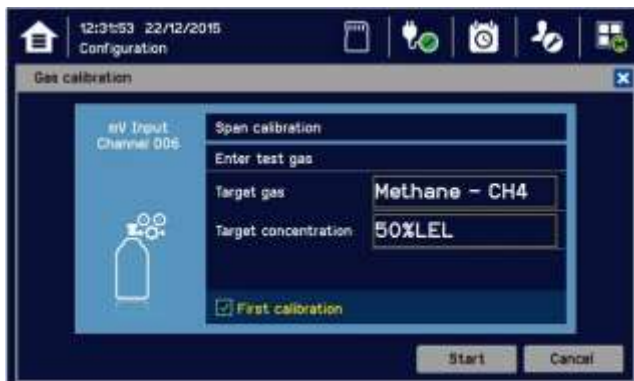 12:31:53 22/12/2015
Configuration
Gas calibration
mV Input
Channel 006
Span calibration
Enter test gas
Target gas
Methane - CH4
Target concentration
50%LEL
First calibration
Start
Cancel